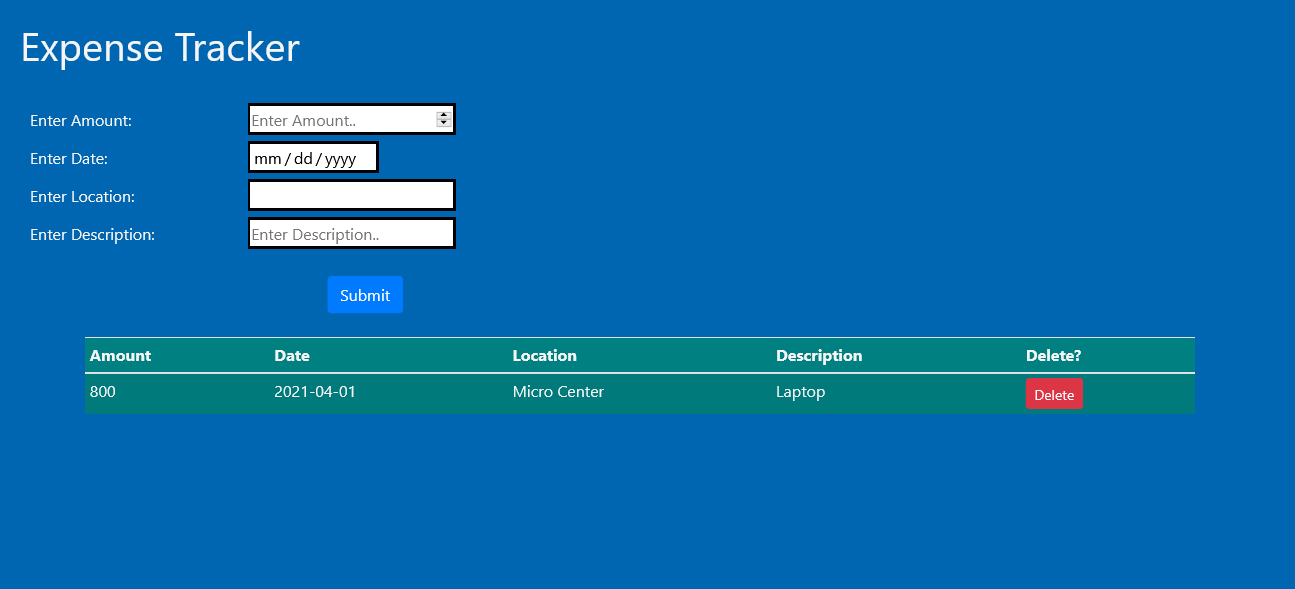 Expense Tracker
Enter Amount: Enter Amount..
Enter Date: mm/dd/yyyy
Enter Location:
Enter Description: Enter Description..
Submit
Amount Date Location Description Delete?
800 2021-04-01 Micro Center Laptop Delete